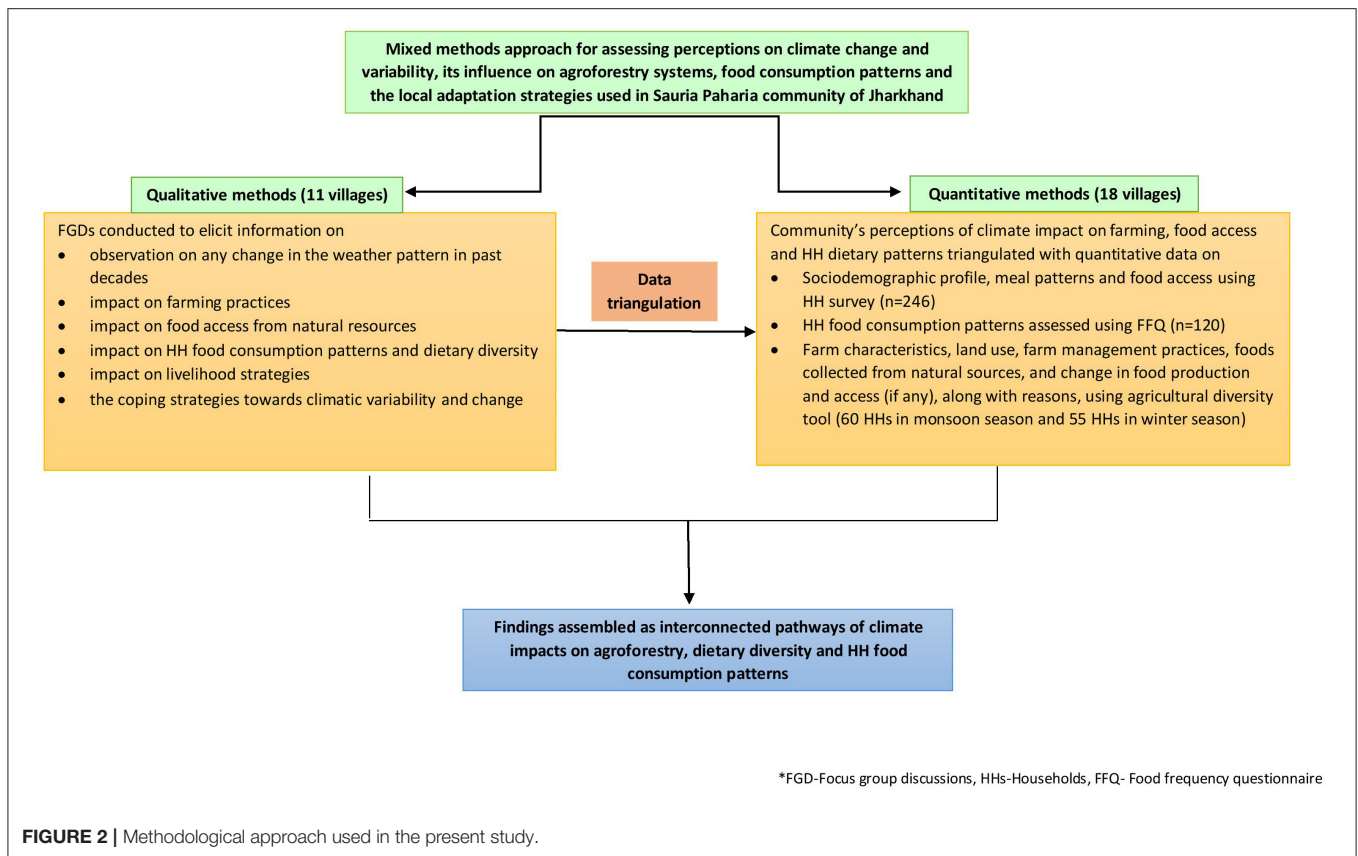 Mixed methods approach for assessing perceptions on climate change and
variability, its influence on agroforestry systems, food consumption patterns and
the local adaptation strategies used in Sauria Paharia community of Jharkhand
Qualitative methods (11 villages)
FGDs conducted to elicit information on
• observation on any change in the weather pattern in past
decades
• impact on farming practices
• impact on food access from natural resources
• impact on HH food consumption patterns and dietary diversity
• impact on livelihood strategies
• the coping strategies towards climatic variability and change
Data
triangulation
Quantitative methods (18 villages)
Community’s perceptions of climate impact on farming, food access
and HH dietary patterns triangulated with quantitative data on
• Sociodemographic profile, meal patterns and food access using
HH survey (n=246)
• HH food consumption patterns assessed using FFQ (n=120)
• Farm characteristics, land use, farm management practices, foods
collected from natural sources, and change in food production
and access (if any), along with reasons, using agricultural diversity
tool (60 HHs in monsoon season and 55 HHs in winter season)
Findings assembled as interconnected pathways of climate
impacts on agroforestry, dietary diversity and HH food
consumption patterns
*FGD-Focus group discussions, HHs-Households, FFQ- Food frequency questionnaire
FIGURE 2 | Methodological approach used in the present study.